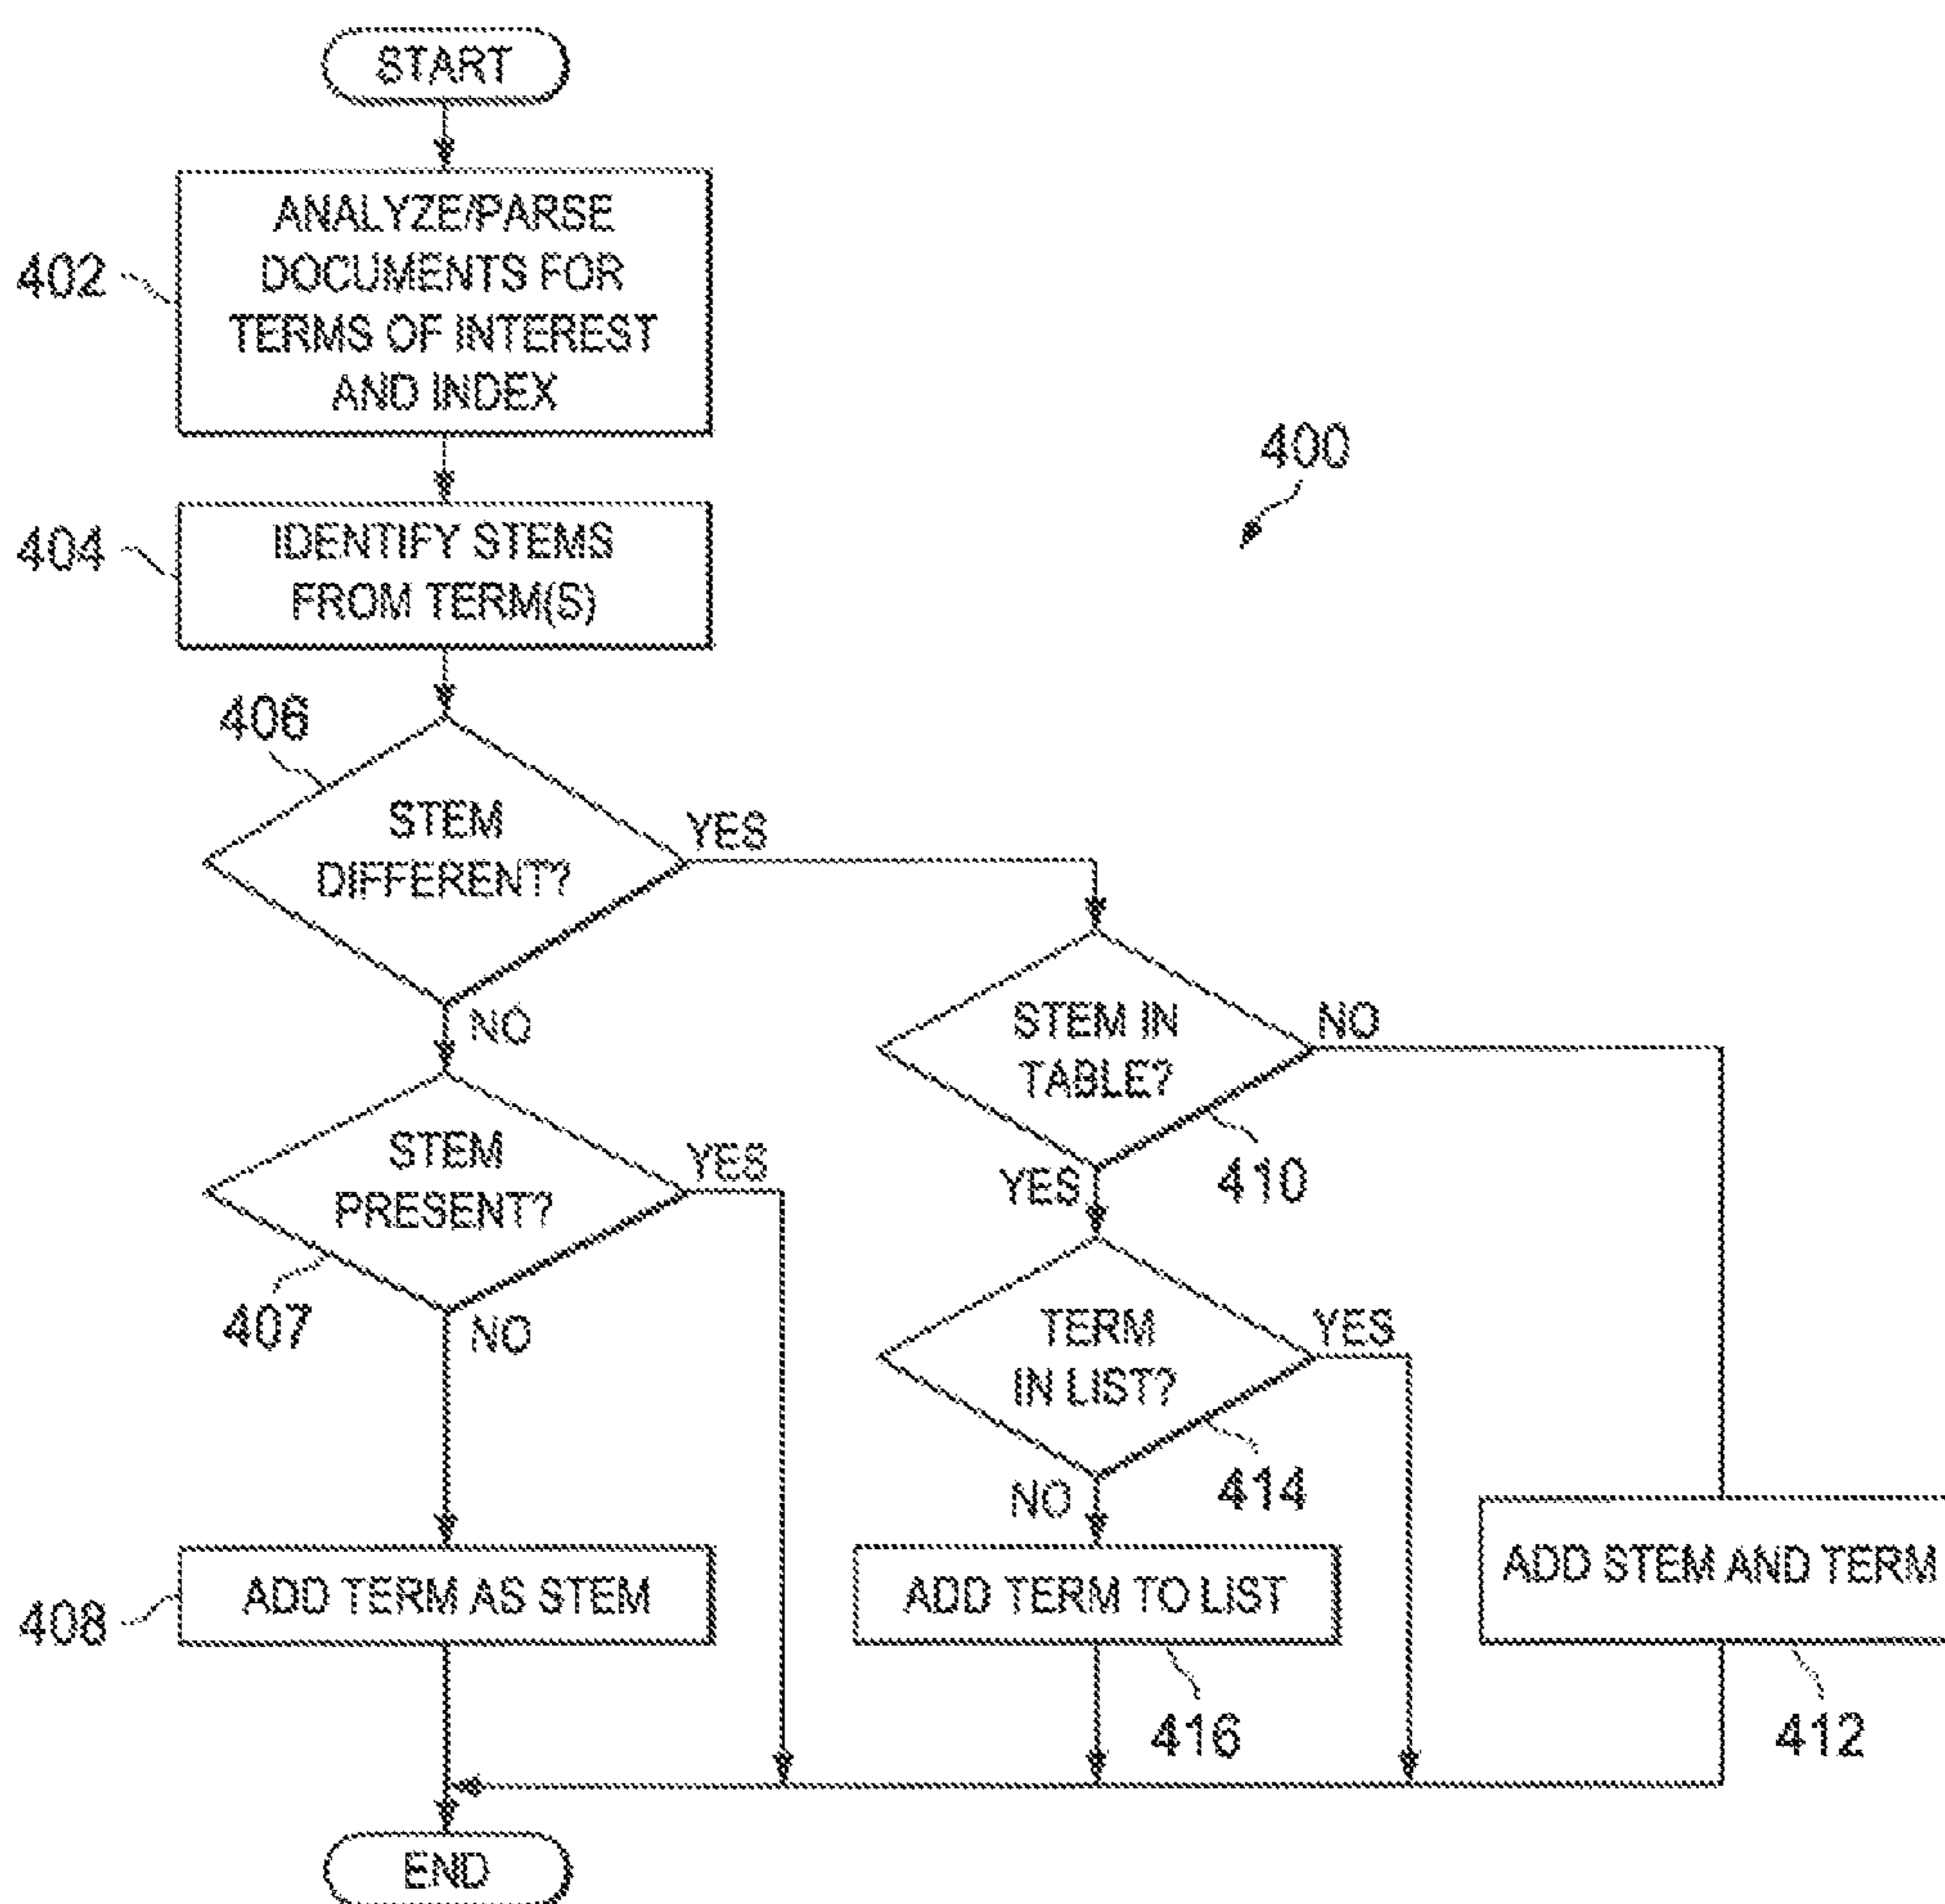 START
ANALYZE/PARSE
DOCUMENTS FOR
TERMS OF INTEREST
AND INDEX
402
400
IDENTIFY STEMS
FROM TERM(S)
404
406
STEM
DIFFERENT?
YES
NO
STEM IN
TABLE?
NO
410
YES
STEM
PRESENT?
YES
407
NO
TERM
IN LIST?
YES
414
NO
408
ADD TERM AS STEM
ADD TERM TO LIST
ADD STEM AND TERM
416
412
END